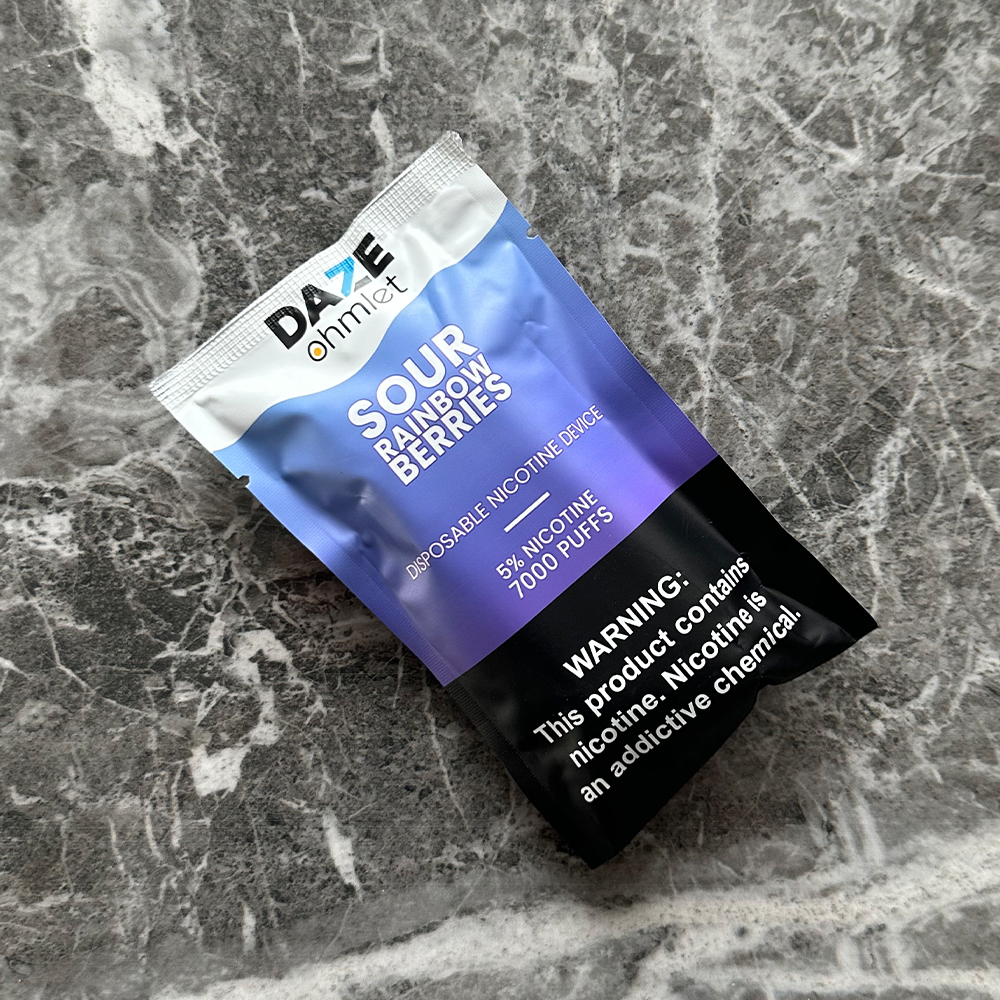 DAZE
ohmlet
SOUR
RAINBOW
BERRIES
DISPOSABLE NICOTINE DEVICE
5% NICOTINE
7000 PUFFS
WARNING:
This product contains
nicotine. Nicotine is
an addictive chemical.